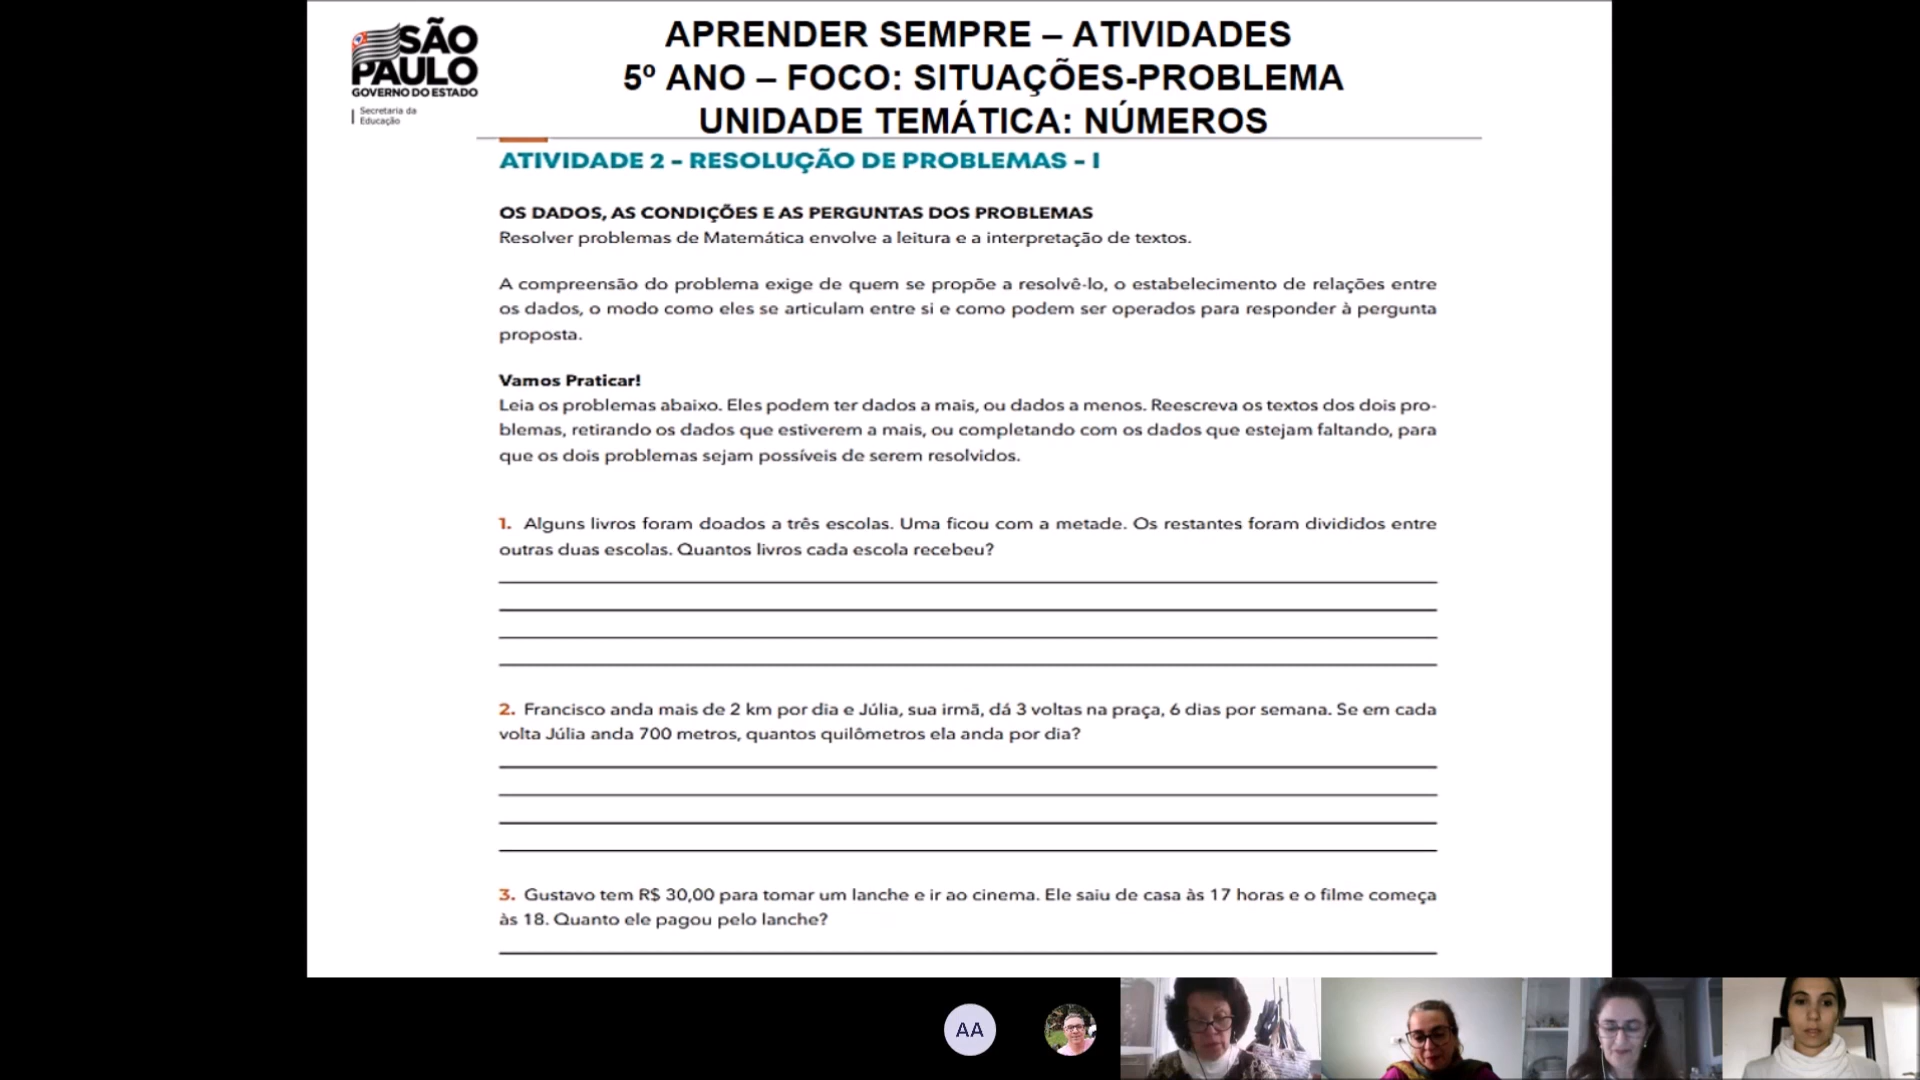 SÃO
PAULO
GOVERNO DO ESTADO
Secretaria da
Educação
APRENDER SEMPRE – ATIVIDADES
5º ANO – FOCO: SITUAÇÕES-PROBLEMA
UNIDADE TEMÁTICA: NÚMEROS
ATIVIDADE 2 – RESOLUÇÃO DE PROBLEMAS – I
OS DADOS, AS CONDIÇÕES E AS PERGUNTAS DOS PROBLEMAS
Resolver problemas de Matemática envolve a leitura e a interpretação de textos.
A compreensão do problema exige de quem se propõe a resolvê-lo, o estabelecimento de relações entre
os dados, o modo como eles se articulam entre si e como podem ser operados para responder à pergunta
proposta.
Vamos Praticar!
Leia os problemas abaixo. Eles podem ter dados a mais, ou dados a menos. Reescreva os textos dos dois pro-
blemas, retirando os dados que estiverem a mais, ou completando com os dados que estejam faltando, para
que os dois problemas sejam possíveis de serem resolvidos.
1. Alguns livros foram doados a três escolas. Uma ficou com a metade. Os restantes foram divididos entre
outras duas escolas. Quantos livros cada escola recebeu?
2. Francisco anda mais de 2 km por dia e Júlia, sua irmã, dá 3 voltas na praça, 6 dias por semana. Se em cada
volta Júlia anda 700 metros, quantos quilômetros ela anda por dia?
3. Gustavo tem R$ 30,00 para tomar um lanche e ir ao cinema. Ele saiu de casa às 17 horas e o filme começa
às 18. Quanto ele pagou pelo lanche?
AA